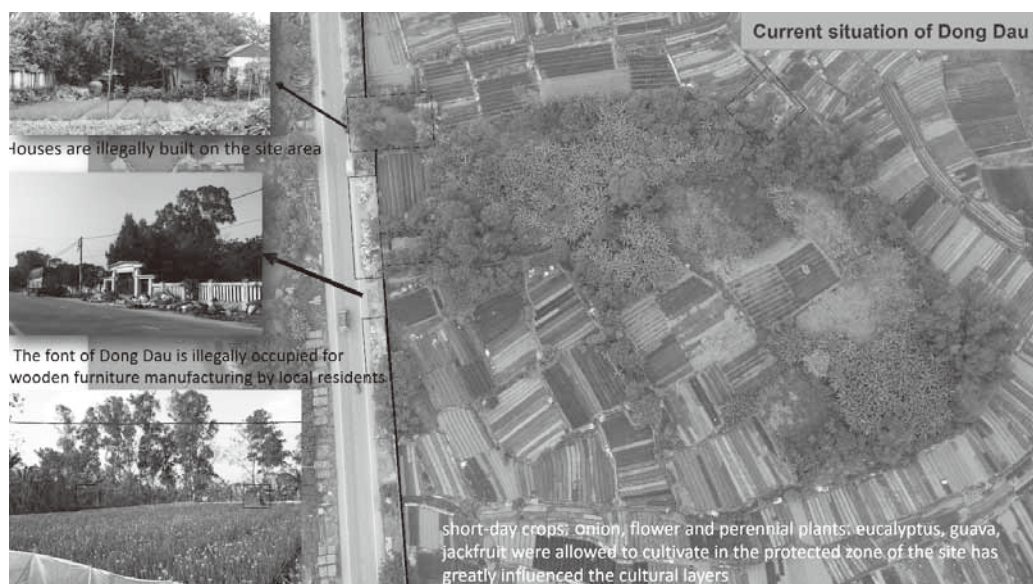 Current situation of Dong Dau
Houses are illegally built on the site area
The font of Dong Dau is illegally occupied for
wooden furniture manufacturing by local residents
short-day crops: onion, flower and perennial plants: eucalyptus, guava,
jackfruit were allowed to cultivate in the protected zone of the site has
greatly influenced the cultural layers